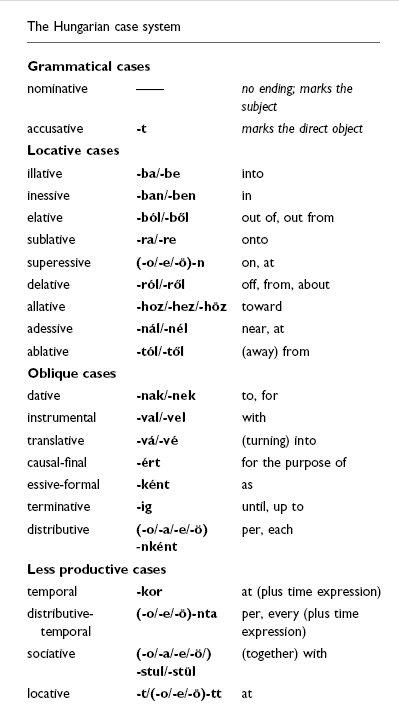 The Hungarian case system
Grammatical cases
nominative —— no ending; marks the
subject
accusative -t marks the direct object
Locative cases
illative -ba/-be into
inessive -ban/-ben in
elative -ból/-ből out of, out from
sublative -ra/-re onto
superessive (-o/-e/-ö)-n on, at
delative -ról/-ről off, from, about
allative -hoz/-hez/-höz toward
adessive -nál/-nél near, at
ablative -tól/-től (away) from
Oblique cases
dative -nak/-nek to, for
instrumental -val/-vel with
translative -vá/-vé (turning) into
causal-final -ért for the purpose of
essive-formal -ként as
terminative -ig until, up to
distributive (-o/-a/-e/-ö) per, each
-nként
Less productive cases
temporal -kor at (plus time expression)
distributive- (-o/-e/-ö)-nta per, every (plus time
temporal expression)
sociative (-o/-a/-e/-ö/) (together) with
-stul/-stül
locative -t/(-o/-e/-ö)-tt at